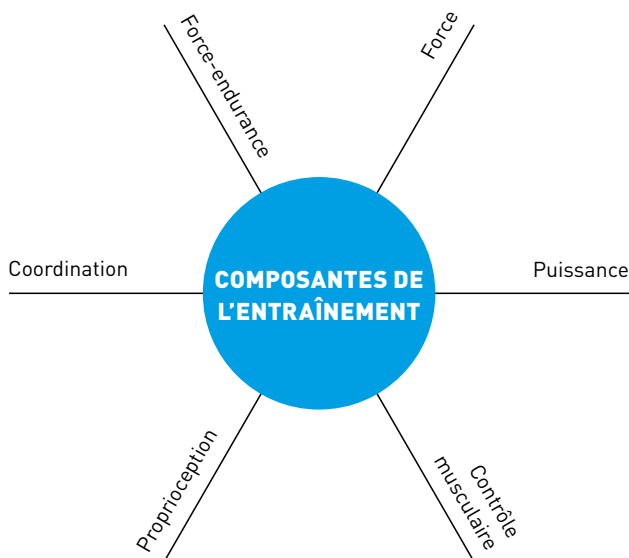 Force-endurance
Force
Coordination
COMPOSANTES DE
L'ENTRAÎNEMENT
Puissance
Proprioception
Contrôle
musculaire